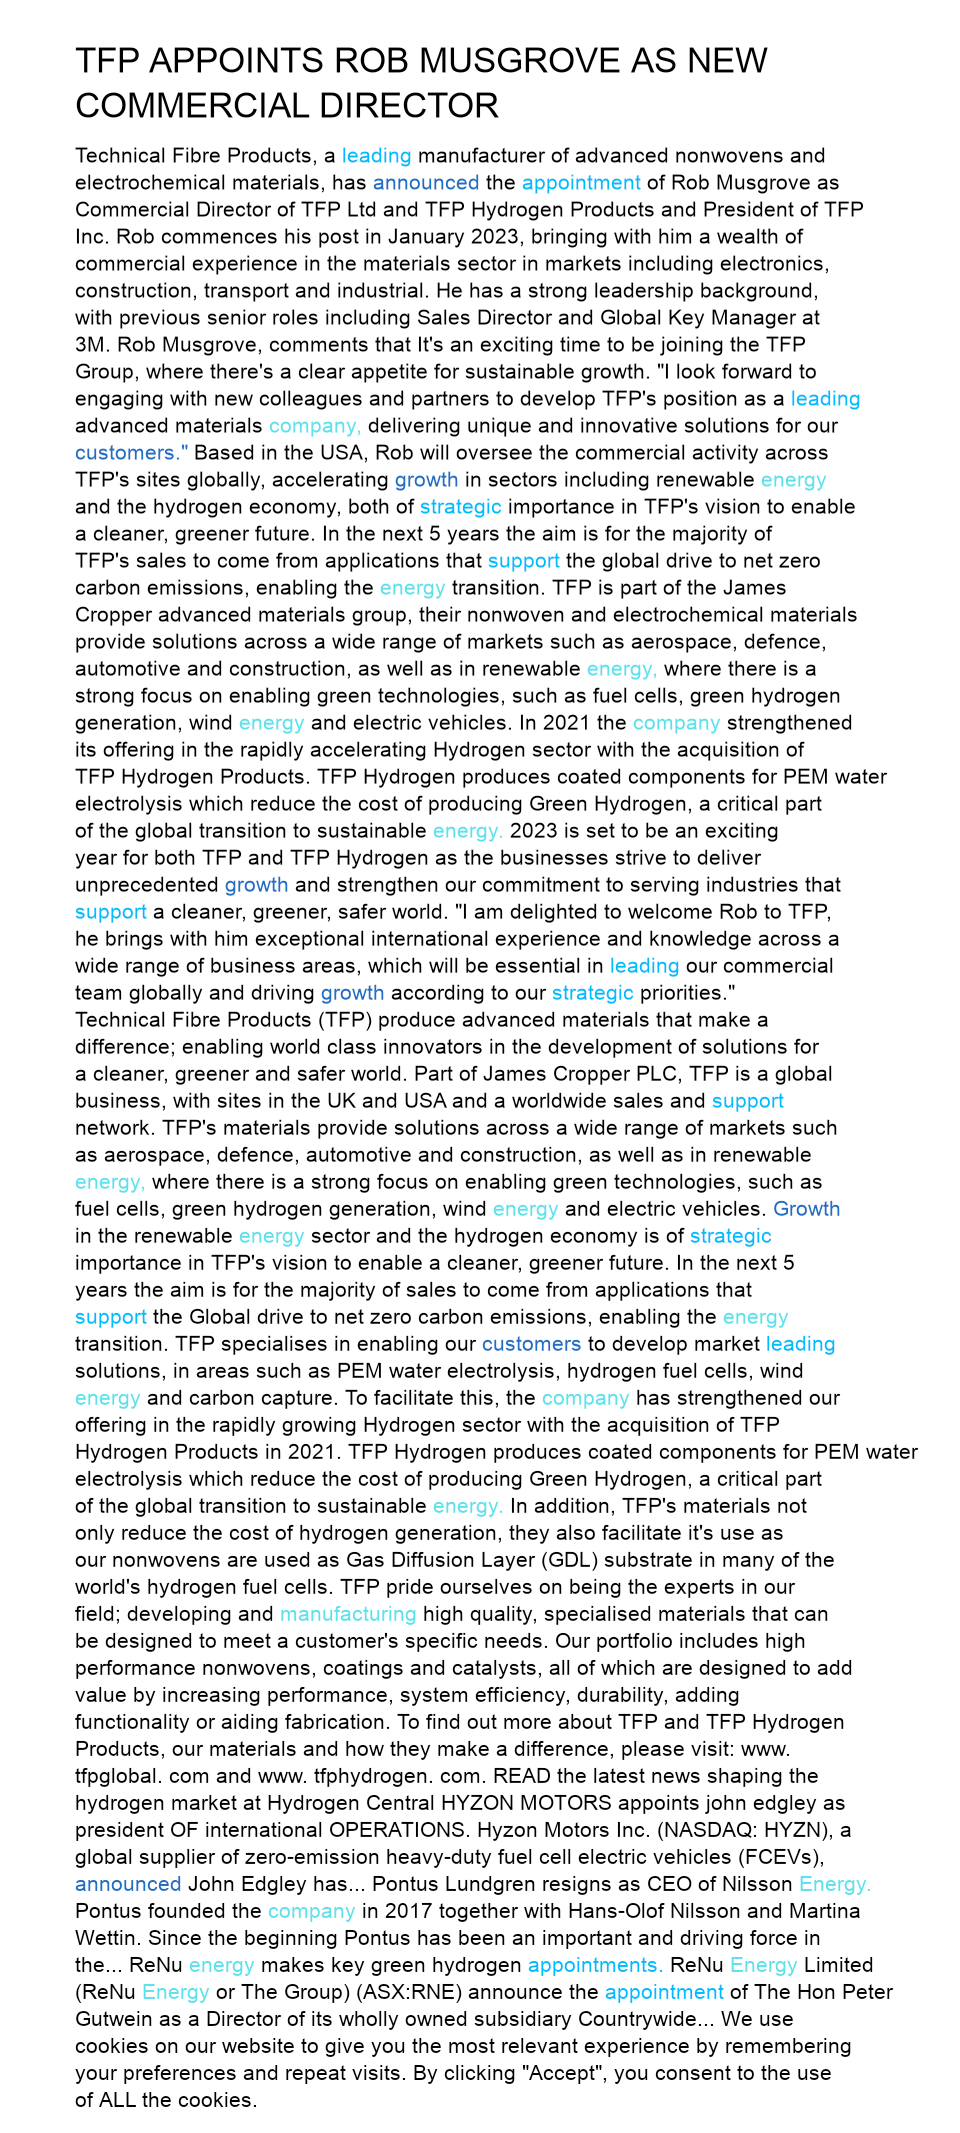 TFP APPOINTS ROB MUSGROVE AS NEW
COMMERCIAL DIRECTOR
Technical Fibre Products, a leading manufacturer of advanced nonwovens and
electrochemical materials, has announced the appointment of Rob Musgrove as
Commercial Director of TFP Ltd and TFP Hydrogen Products and President of TFP
Inc. Rob commences his post in January 2023, bringing with him a wealth of
commercial experience in the materials sector in markets including electronics,
construction, transport and industrial. He has a strong leadership background,
with previous senior roles including Sales Director and Global Key Manager at
3M. Rob Musgrove, comments that It's an exciting time to be joining the TFP
Group, where there's a clear appetite for sustainable growth. "I look forward to
engaging with new colleagues and partners to develop TFP's position as a leading
advanced materials company, delivering unique and innovative solutions for our
customers." Based in the USA, Rob will oversee the commercial activity across
TFP's sites globally, accelerating growth in sectors including renewable energy
and the hydrogen economy, both of strategic importance in TFP's vision to enable
a cleaner, greener future. In the next 5 years the aim is for the majority of
TFP's sales to come from applications that support the global drive to net zero
carbon emissions, enabling the energy transition. TFP is part of the James
Cropper advanced materials group, their nonwoven and electrochemical materials
provide solutions across a wide range of markets such as aerospace, defence,
automotive and construction, as well as in renewable energy, where there is a
strong focus on enabling green technologies, such as fuel cells, green hydrogen
generation, wind energy and electric vehicles. In 2021 the company strengthened
its offering in the rapidly accelerating Hydrogen sector with the acquisition of
TFP Hydrogen Products. TFP Hydrogen produces coated components for PEM water
electrolysis which reduce the cost of producing Green Hydrogen, a critical part
of the global transition to sustainable energy. 2023 is set to be an exciting
year for both TFP and TFP Hydrogen as the businesses strive to deliver
unprecedented growth and strengthen our commitment to serving industries that
support a cleaner, greener, safer world. "I am delighted to welcome Rob to TFP,
he brings with him exceptional international experience and knowledge across a
wide range of business areas, which will be essential in leading our commercial
team globally and driving growth according to our strategic priorities."
Technical Fibre Products (TFP) produce advanced materials that make a
difference; enabling world class innovators in the development of solutions for
a cleaner, greener and safer world. Part of James Cropper PLC, TFP is a global
business, with sites in the UK and USA and a worldwide sales and support
network. TFP's materials provide solutions across a wide range of markets such
as aerospace, defence, automotive and construction, as well as in renewable
energy, where there is a strong focus on enabling green technologies, such as
fuel cells, green hydrogen generation, wind energy and electric vehicles. Growth
in the renewable energy sector and the hydrogen economy is of strategic
importance in TFP's vision to enable a cleaner, greener future. In the next 5
years the aim is for the majority of sales to come from applications that
support the Global drive to net zero carbon emissions, enabling the energy
transition. TFP specialises in enabling our customers to develop market leading
solutions, in areas such as PEM water electrolysis, hydrogen fuel cells, wind
energy and carbon capture. To facilitate this, the company has strengthened our
offering in the rapidly growing Hydrogen sector with the acquisition of TFP
Hydrogen Products in 2021. TFP Hydrogen produces coated components for PEM water
electrolysis which reduce the cost of producing Green Hydrogen, a critical part
of the global transition to sustainable energy. In addition, TFP's materials not
only reduce the cost of hydrogen generation, they also facilitate it's use as
our nonwovens are used as Gas Diffusion Layer (GDL) substrate in many of the
world's hydrogen fuel cells. TFP pride ourselves on being the experts in our
field; developing and manufacturing high quality, specialised materials that can
be designed to meet a customer's specific needs. Our portfolio includes high
performance nonwovens, coatings and catalysts, all of which are designed to add
value by increasing performance, system efficiency, durability, adding
functionality or aiding fabrication. To find out more about TFP and TFP Hydrogen
Products, our materials and how they make a difference, please visit: www.
tfpglobal. com and www. tfphydrogen. com. READ the latest news shaping the
hydrogen market at Hydrogen Central HYZON MOTORS appoints john edgley as
president OF international OPERATIONS. Hyzon Motors Inc. (NASDAQ: HYZN), a
global supplier of zero-emission heavy-duty fuel cell electric vehicles (FCEVs),
announced John Edgley has... Pontus Lundgren resigns as CEO of Nilsson Energy.
Pontus founded the company in 2017 together with Hans-Olof Nilsson and Martina
Wettin. Since the beginning Pontus has been an important and driving force in
the... ReNu energy makes key green hydrogen appointments. ReNu Energy Limited
(ReNu Energy or The Group) (ASX:RNE) announce the appointment of The Hon Peter
Gutwein as a Director of its wholly owned subsidiary Countrywide... We use
cookies on our website to give you the most relevant experience by remembering
your preferences and repeat visits. By clicking "Accept", you consent to the use
of ALL the cookies.